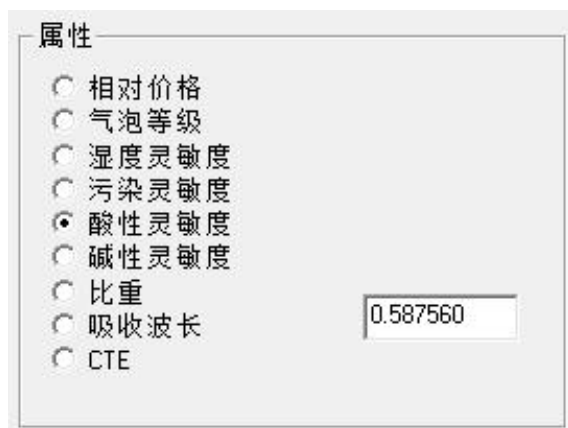 属性
相对价格
气泡等级
湿度灵敏度
污染灵敏度
酸性灵敏度
碱性灵敏度
比重
吸收波长
0.587560
CTE